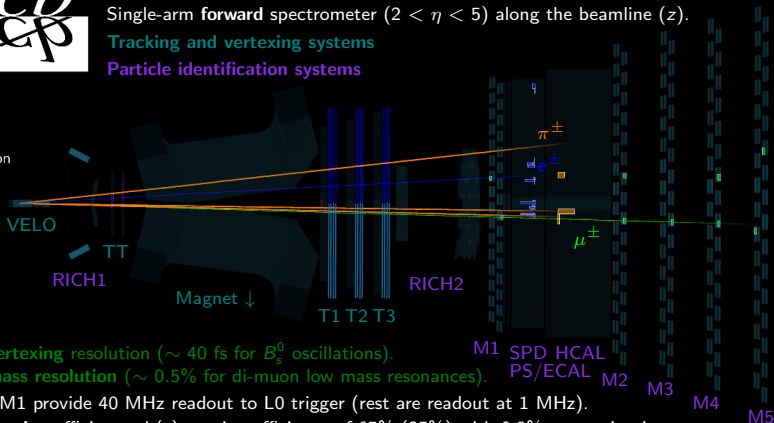 Single-arm forward spectrometer (2 < η < 5) along the beamline (z).
Tracking and vertexing systems
Particle identification systems
π±
e±
μ±
VELO
TT
RICH1
Magnet ↓
T1 T2 T3
RICH2
M1
SPD HCAL
PS/ECAL
M2
M3
M4
M5
resolution (∼ 40 fs for B⁰ₛ oscillations).
resolution (∼ 0.5% for di-muon low mass resonances).
M1 provide 40 MHz readout to L0 trigger (rest are readout at 1 MHz).